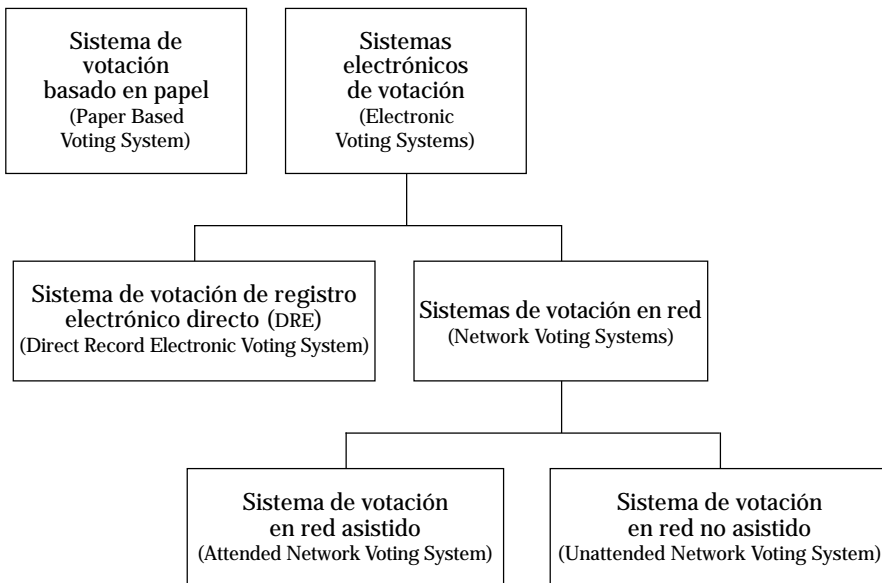 Sistema de
votación
basado en papel
(Paper Based
Voting System)
Sistemas
electrónicos
de votación
(Electronic
Voting Systems)
Sistema de votación de registro
electrónico directo (DRE)
(Direct Record Electronic Voting System)
Sistemas de votación en red
(Network Voting Systems)
Sistema de votación
en red asistido
(Attended Network Voting System)
Sistema de votación
en red no asistido
(Unattended Network Voting System)